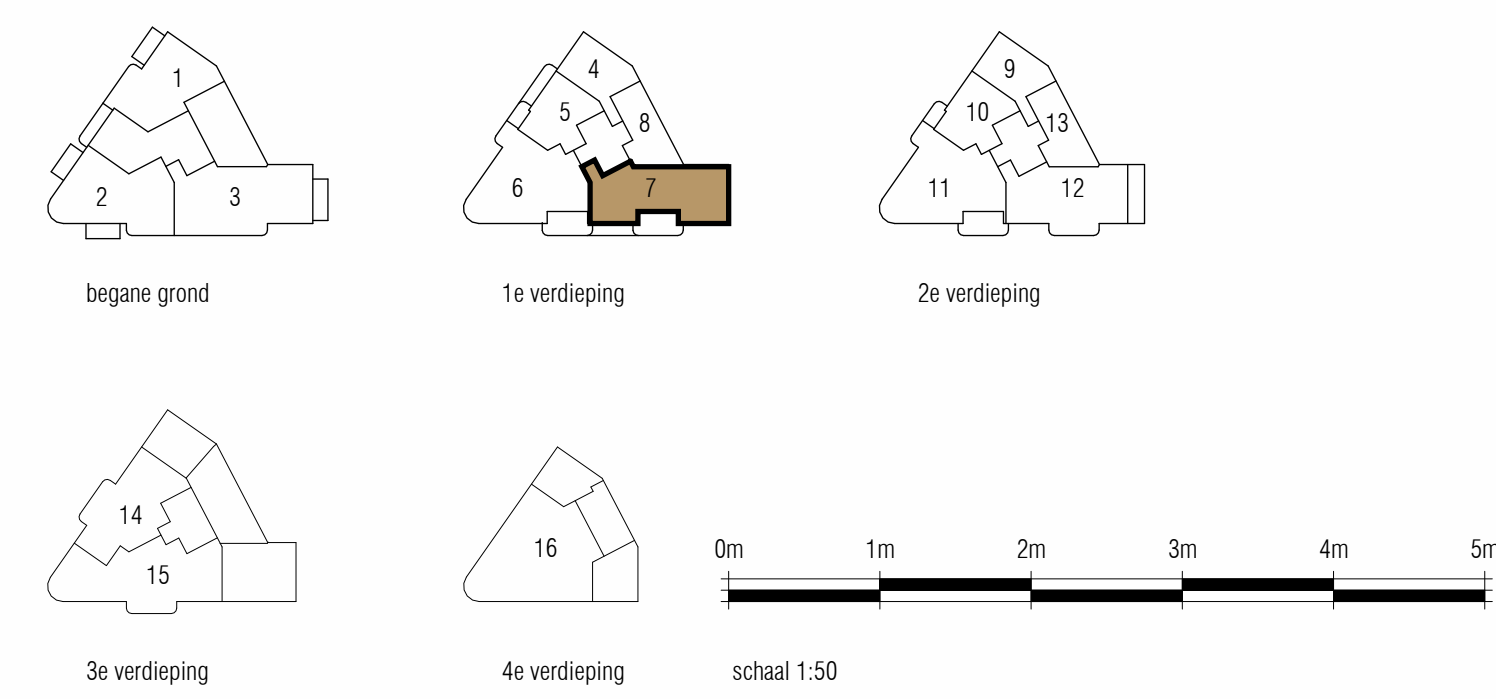 1
2
3
begane grond
4
5
8
6
7
1e verdieping
9
10
13
11
12
2e verdieping
14
15
3e verdieping
16
4e verdieping
0m 1m 2m 3m 4m 5m
schaal 1:50